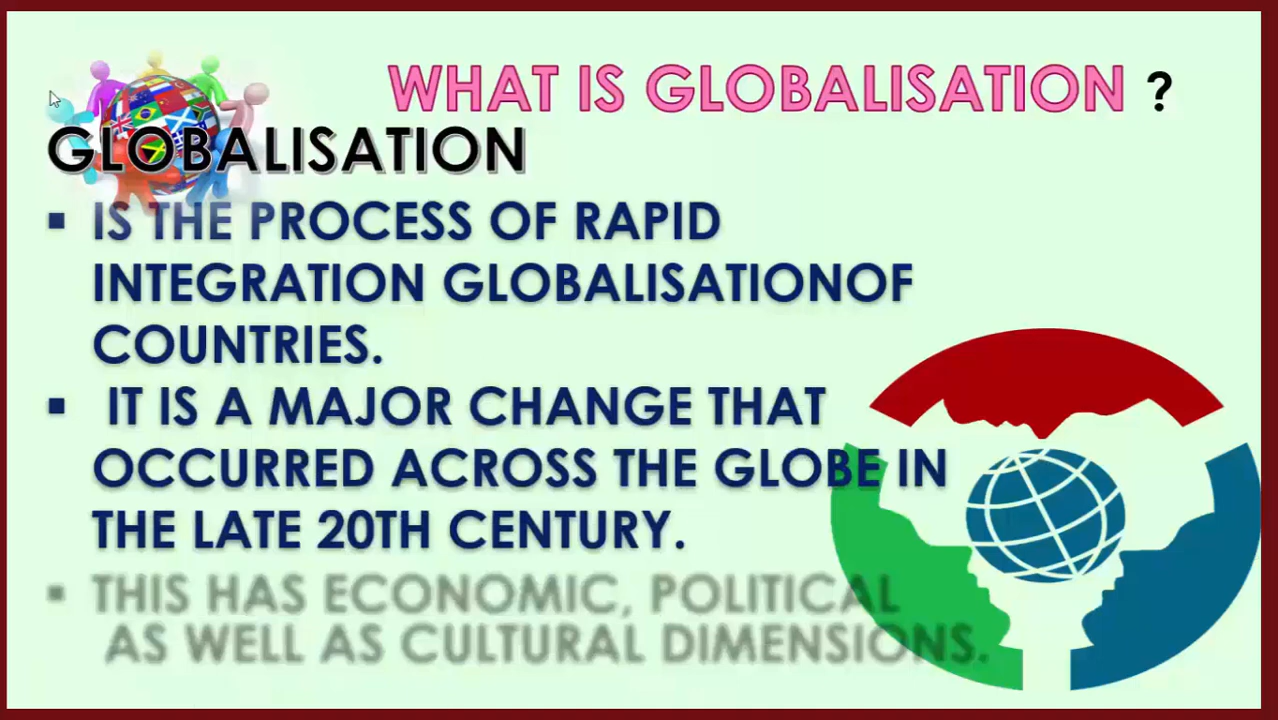 WHAT IS GLOBALISATION ?
GLOBALISATION
▪ IS THE PROCESS OF RAPID
INTEGRATION GLOBALISATIONOF
COUNTRIES.
▪ IT IS A MAJOR CHANGE THAT
OCCURRED ACROSS THE GLOBE IN
THE LATE 20TH CENTURY.
▪ THIS HAS ECONOMIC, POLITICAL
AS WELL AS CULTURAL DIMENSIONS.